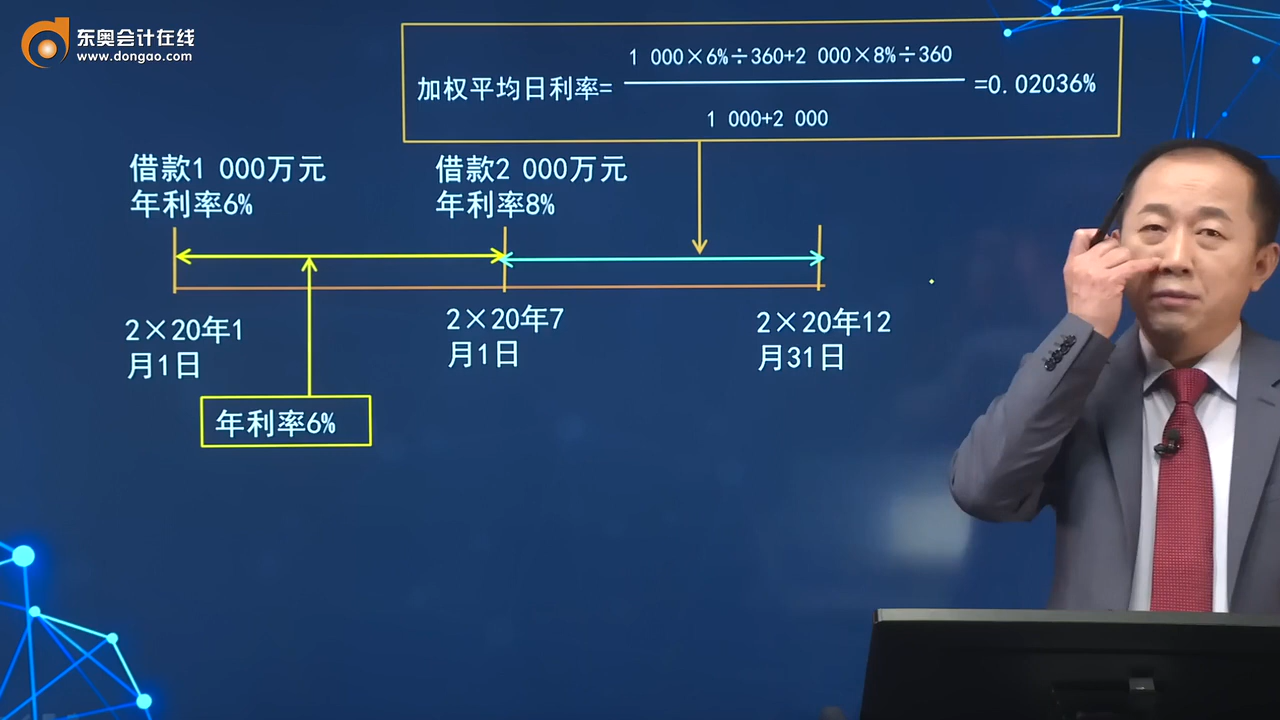 东奥会计在线
www.dongao.com
1 000×6%÷360+2 000×8%÷360
加权平均日利率=
=0.02036%
1 000+2 000
借款1 000万元
年利率6%
借款2 000万元
年利率8%
2×20年1
月1日
2×20年7
月1日
2×20年12
月31日
年利率6%